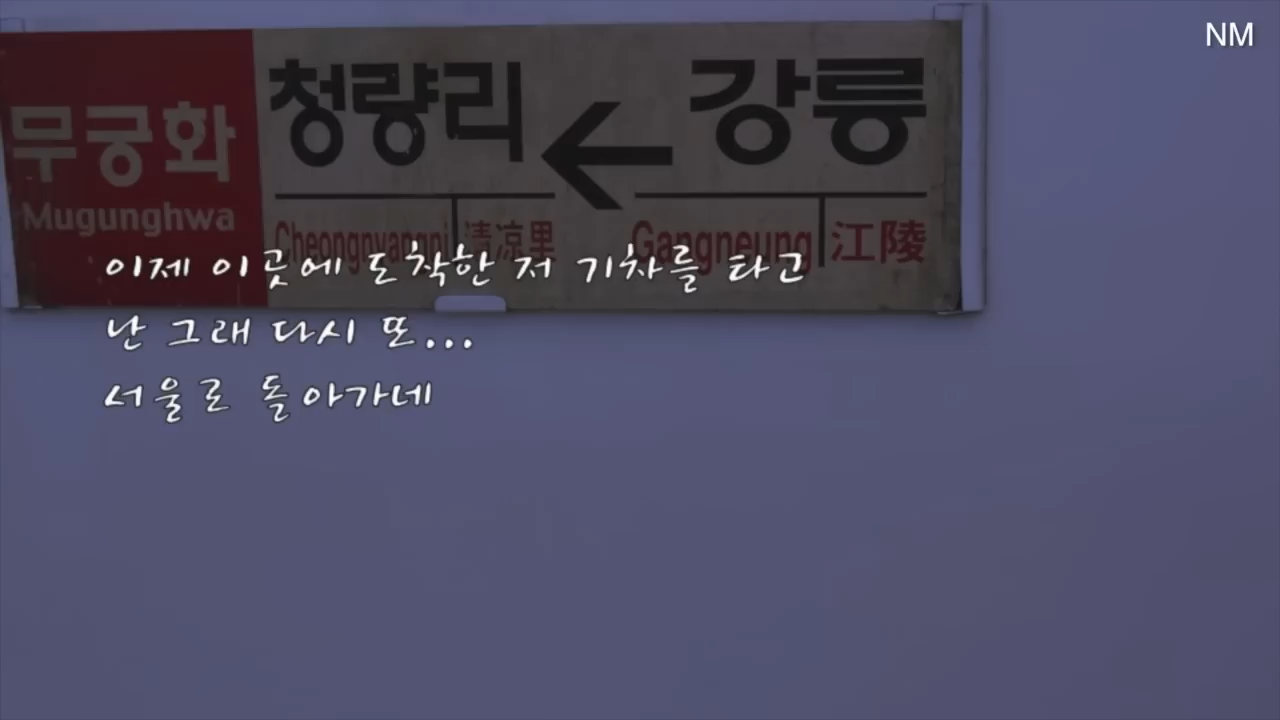 NM
청량리 ← 강릉
무궁화
Mugunghwa
Cheongnyangni 清凉里 Gangneung 江陵
이제 이곳에 도착한 저 기차를 타고
난 그래 다시 또...
서울로 돌아가네